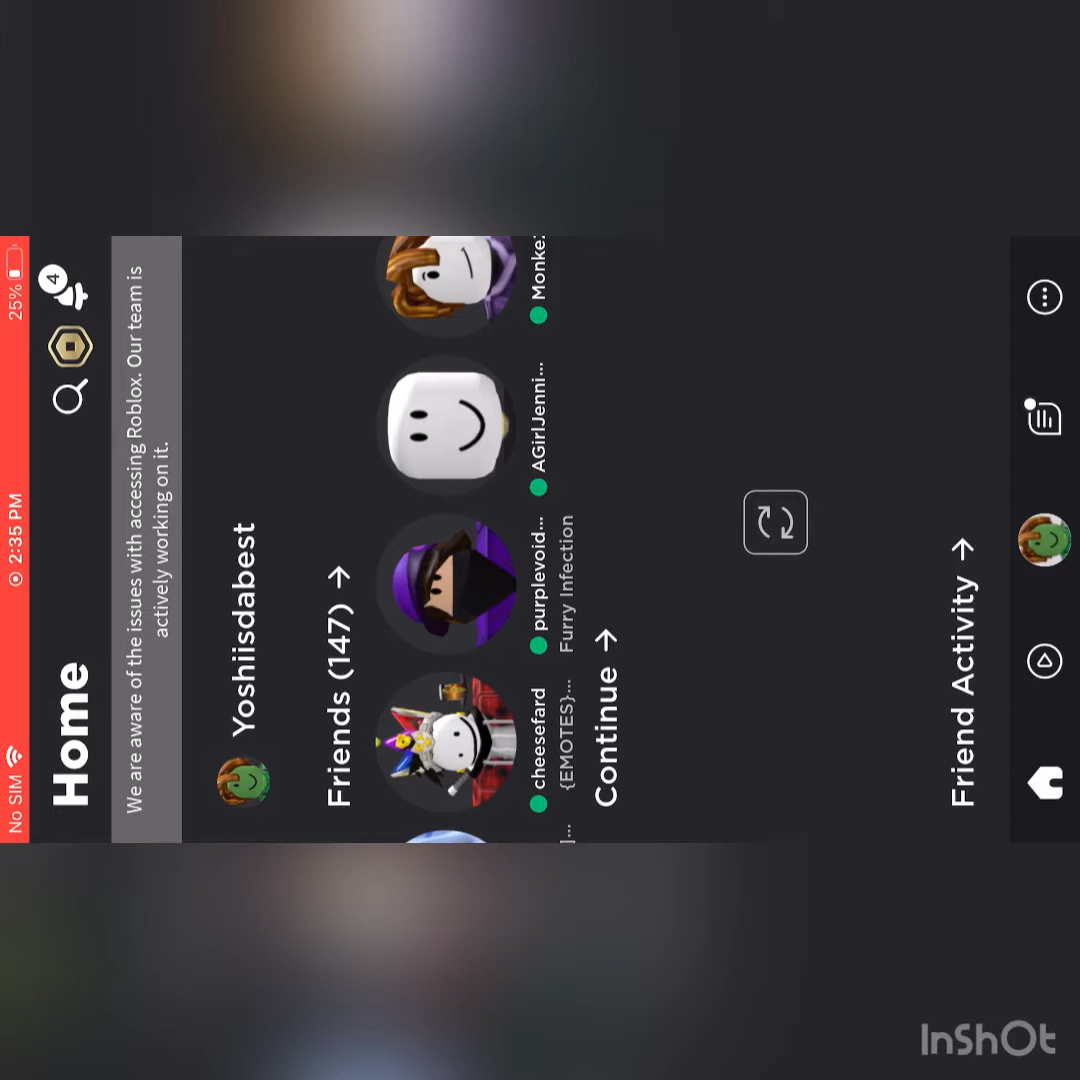 No SIM 2:35 PM 25%
Home
4
We are aware of the issues with accessing Roblox. Our team is
actively working on it.
Yoshiisdabest
Friends (147) →
cheesefard purplevoid... AGirlJenni... Monke:
]... {EMOTES}... Furry Infection
Continue →
Friend Activity →
InShOt